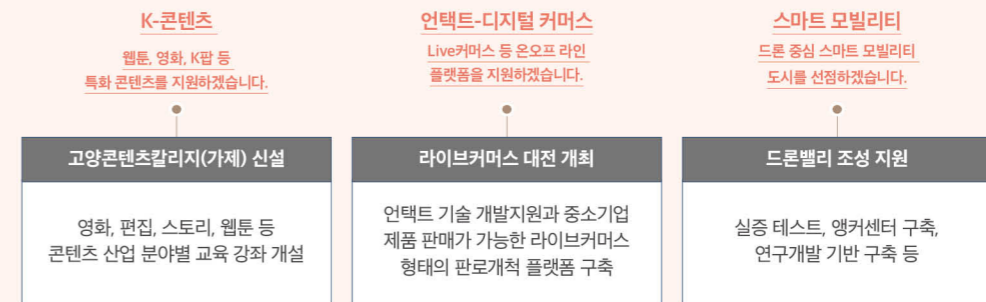 K-콘텐츠
웹툰, 영화, K팝 등
특화 콘텐츠를 지원하겠습니다.
고양콘텐츠칼리지(가제) 신설
영화, 편집, 스토리, 웹툰 등
콘텐츠 산업 분야별 교육 강좌 개설
언택트-디지털 커머스
Live커머스 등 온오프 라인
플랫폼을 지원하겠습니다.
라이브커머스 대전 개최
언택트 기술 개발지원과 중소기업
제품 판매가 가능한 라이브커머스
형태의 판로개척 플랫폼 구축
스마트 모빌리티
드론 중심 스마트 모빌리티
도시를 선점하겠습니다.
드론밸리 조성 지원
실증 테스트, 앵커센터 구축,
연구개발 기반 구축 등